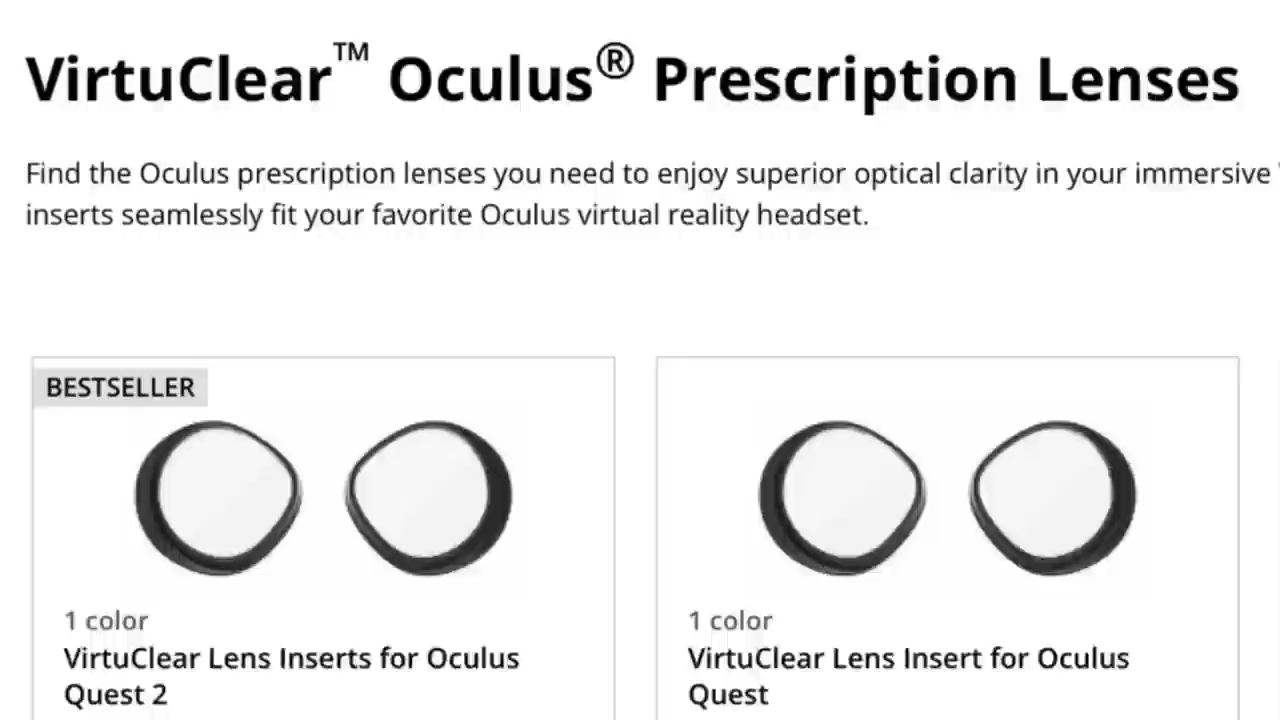 VirtuClear™ Oculus® Prescription Lenses
Find the Oculus prescription lenses you need to enjoy superior optical clarity in your immersive
inserts seamlessly fit your favorite Oculus virtual reality headset.
BESTSELLER
1 color
VirtuClear Lens Inserts for Oculus
Quest 2
1 color
VirtuClear Lens Insert for Oculus
Quest